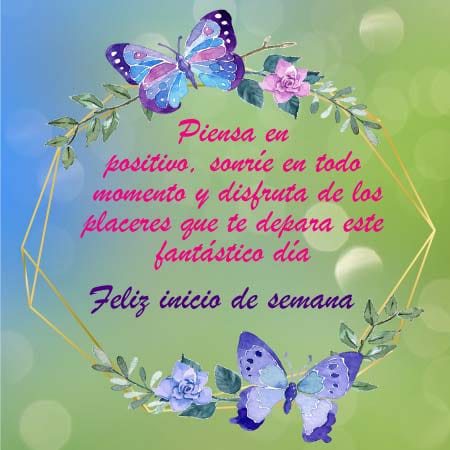 Piensa en
positivo, sonríe en todo
momento y disfruta de los
placeres que te depara este
fantástico día
Feliz inicio de semana